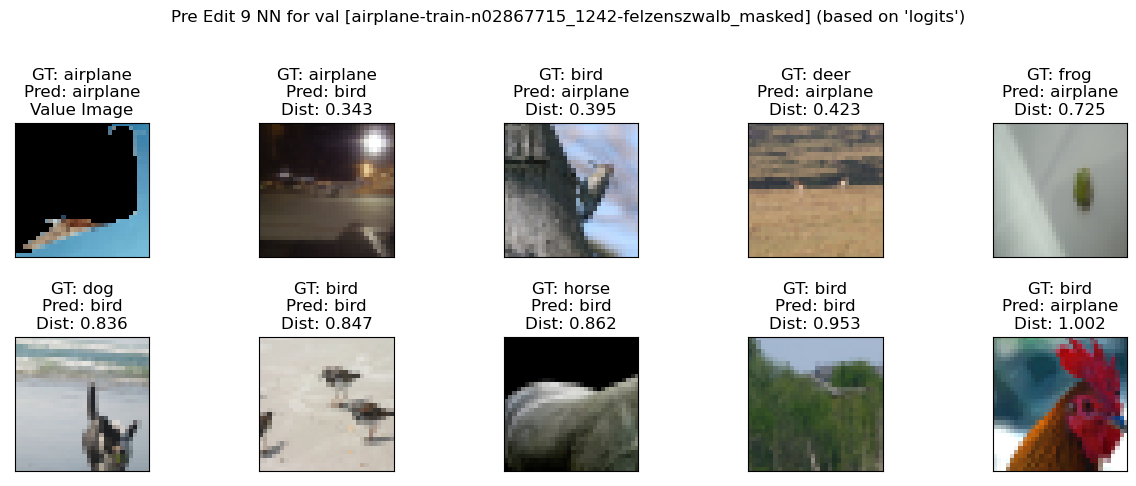 Pre Edit 9 NN for val [airplane-train-n02867715_1242-felzenszwalb_masked] (based on 'logits')
GT: airplane
Pred: airplane
Value Image
GT: airplane
Pred: bird
Dist: 0.343
GT: bird
Pred: airplane
Dist: 0.395
GT: deer
Pred: airplane
Dist: 0.423
GT: frog
Pred: airplane
Dist: 0.725
GT: dog
Pred: bird
Dist: 0.836
GT: bird
Pred: bird
Dist: 0.847
GT: horse
Pred: bird
Dist: 0.862
GT: bird
Pred: bird
Dist: 0.953
GT: bird
Pred: airplane
Dist: 1.002